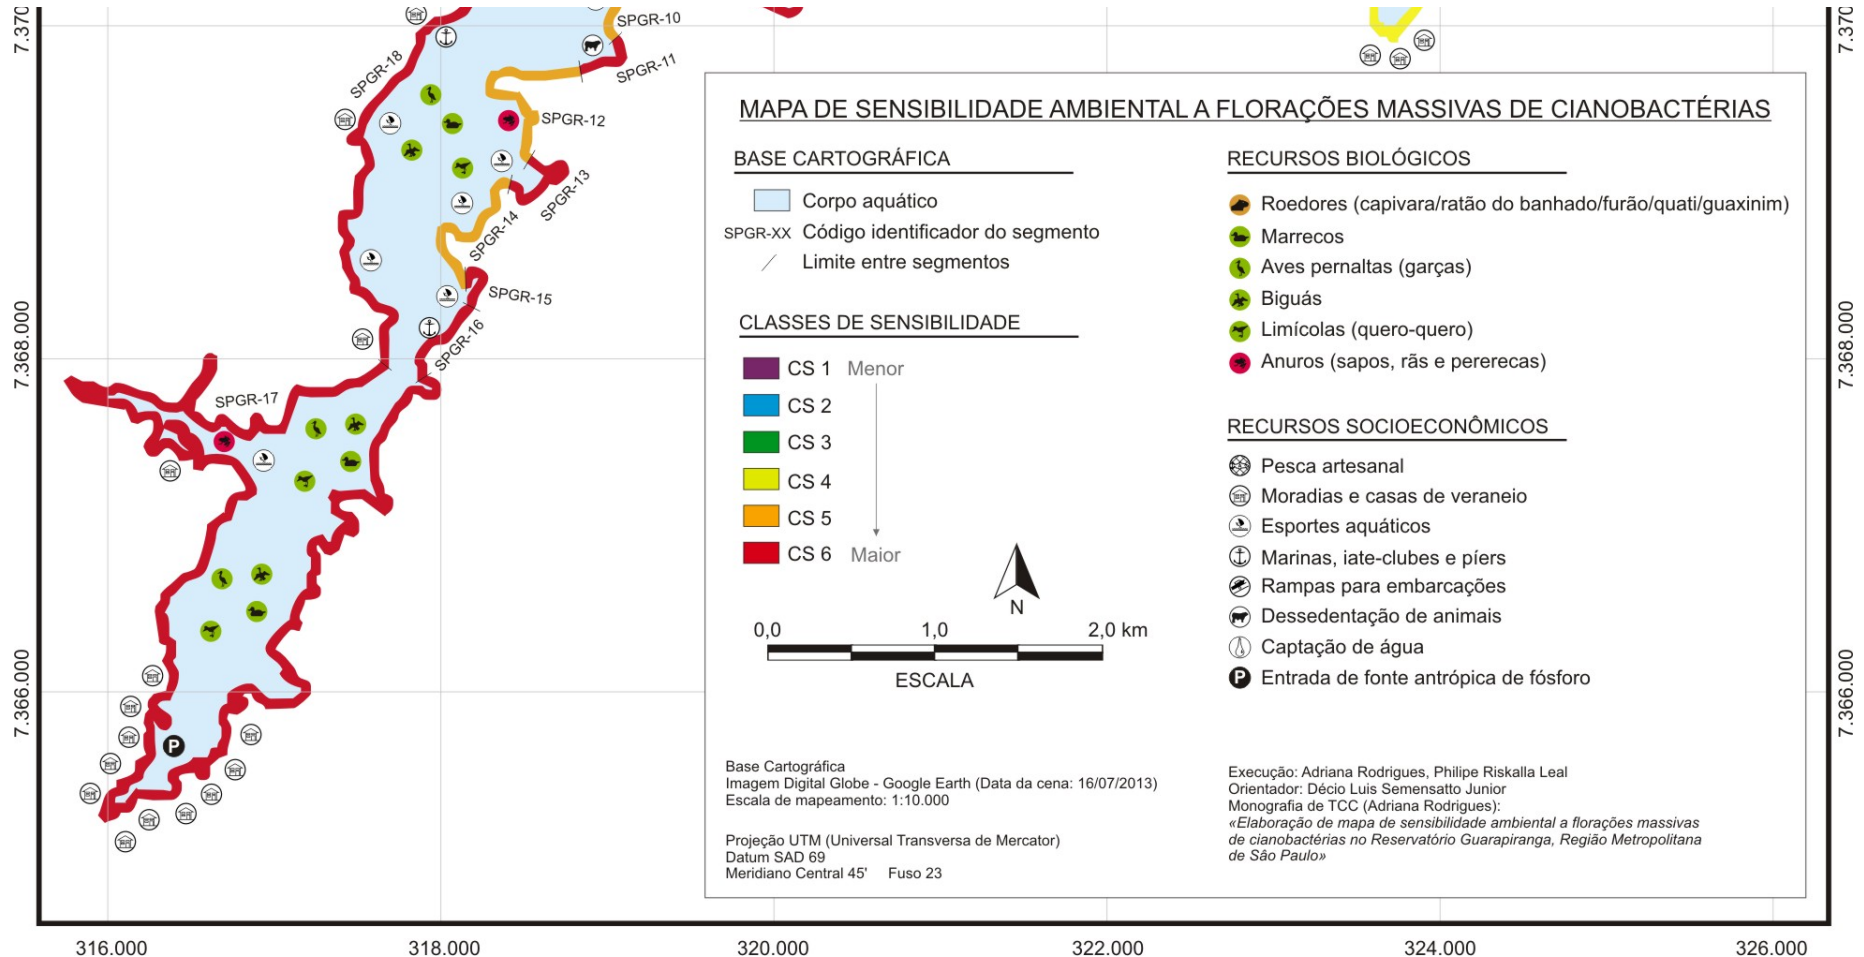 7.370
SPGR-10
SPGR-11
SPGR-18
SPGR-12
SPGR-13
SPGR-14
SPGR-15
SPGR-16
SPGR-17
7.368.000
7.366.000
P
MAPA DE SENSIBILIDADE AMBIENTAL A FLORAÇÕES MASSIVAS DE CIANOBACTÉRIAS
BASE CARTOGRÁFICA
Corpo aquático
SPGR-XX Código identificador do segmento
Limite entre segmentos
CLASSES DE SENSIBILIDADE
CS 1 Menor
CS 2
CS 3
CS 4
CS 5
CS 6 Maior
N
0,0 1,0 2,0 km
ESCALA
RECURSOS BIOLÓGICOS
Roedores (capivara/ratão do banhado/furão/quati/guaxinim)
Marrecos
Aves pernaltas (garças)
Biguás
Limícolas (quero-quero)
Anuros (sapos, rãs e pererecas)
RECURSOS SOCIOECONÔMICOS
Pesca artesanal
Moradias e casas de veraneio
Esportes aquáticos
Marinas, iate-clubes e píers
Rampas para embarcações
Dessedentação de animais
Captação de água
P Entrada de fonte antrópica de fósforo
Base Cartográfica
Imagem Digital Globe - Google Earth (Data da cena: 16/07/2013)
Escala de mapeamento: 1:10.000
Projeção UTM (Universal Transversa de Mercator)
Datum SAD 69
Meridiano Central 45' Fuso 23
Execução: Adriana Rodrigues, Philipe Riskalla Leal
Orientador: Décio Luis Semensatto Junior
Monografia de TCC (Adriana Rodrigues):
«Elaboração de mapa de sensibilidade ambiental a florações massivas
de cianobactérias no Reservatório Guarapiranga, Região Metropolitana
de São Paulo»
7.370
7.368.000
7.366.000
316.000 318.000 320.000 322.000 324.000 326.000